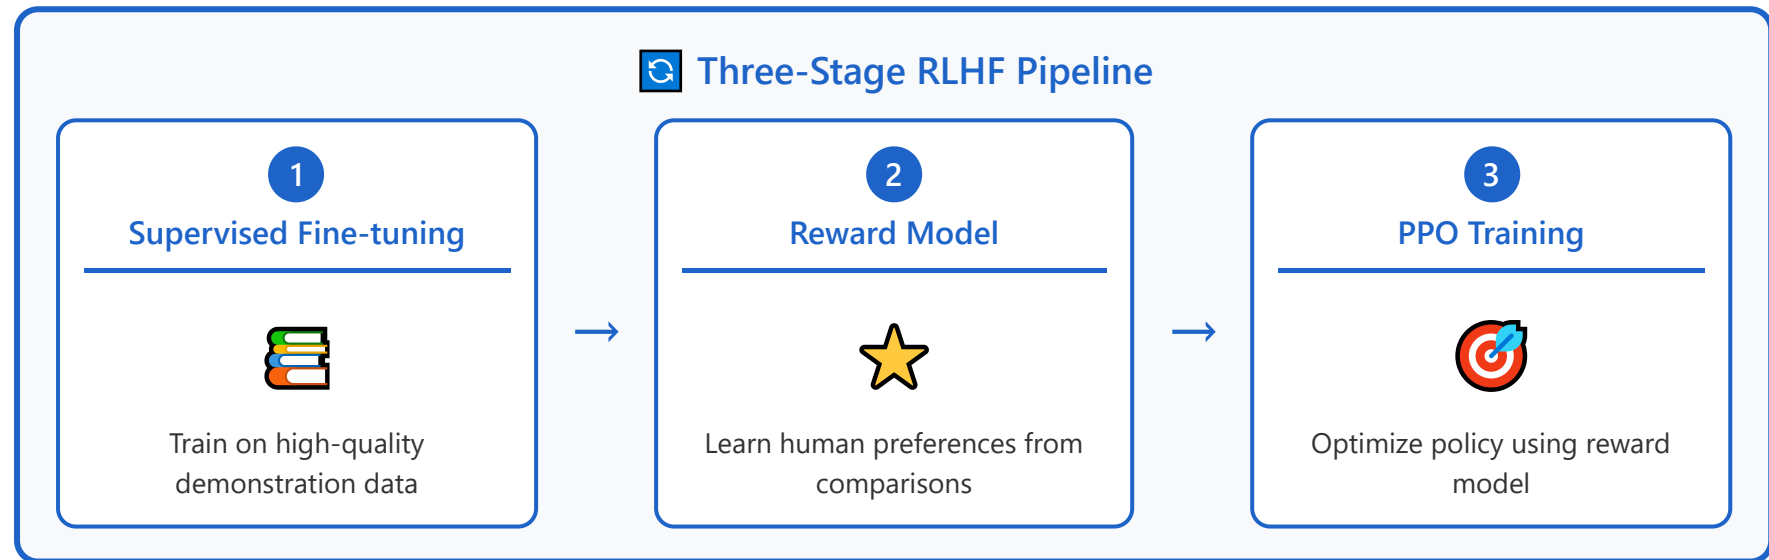 Three-Stage RLHF Pipeline
1
Supervised Fine-tuning
Train on high-quality
demonstration data
→
2
Reward Model
Learn human preferences from
comparisons
→
3
PPO Training
Optimize policy using reward
model